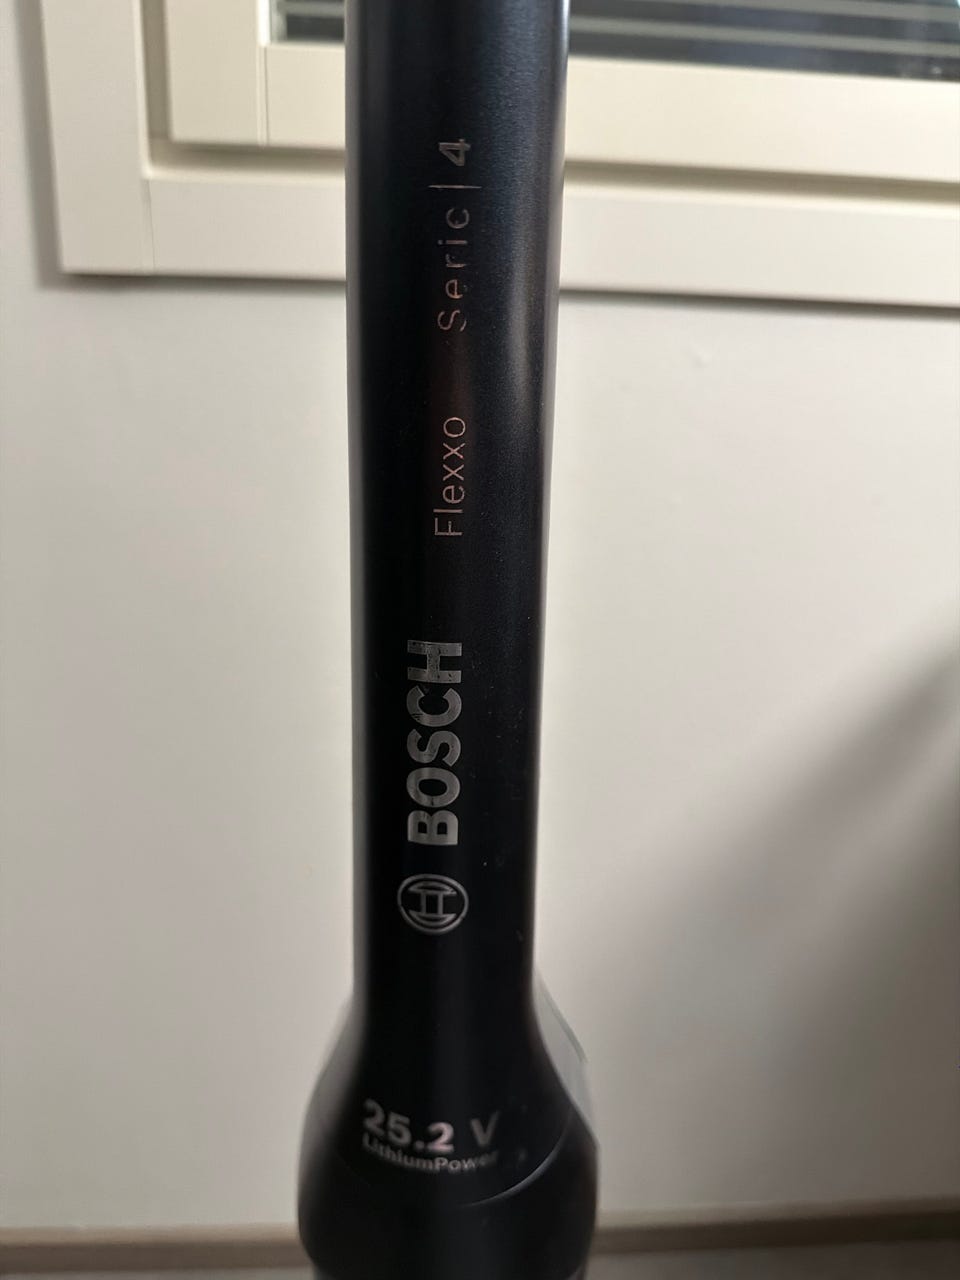 BOSCH Flexxo Serie | 4
25.2 V
LithiumPower